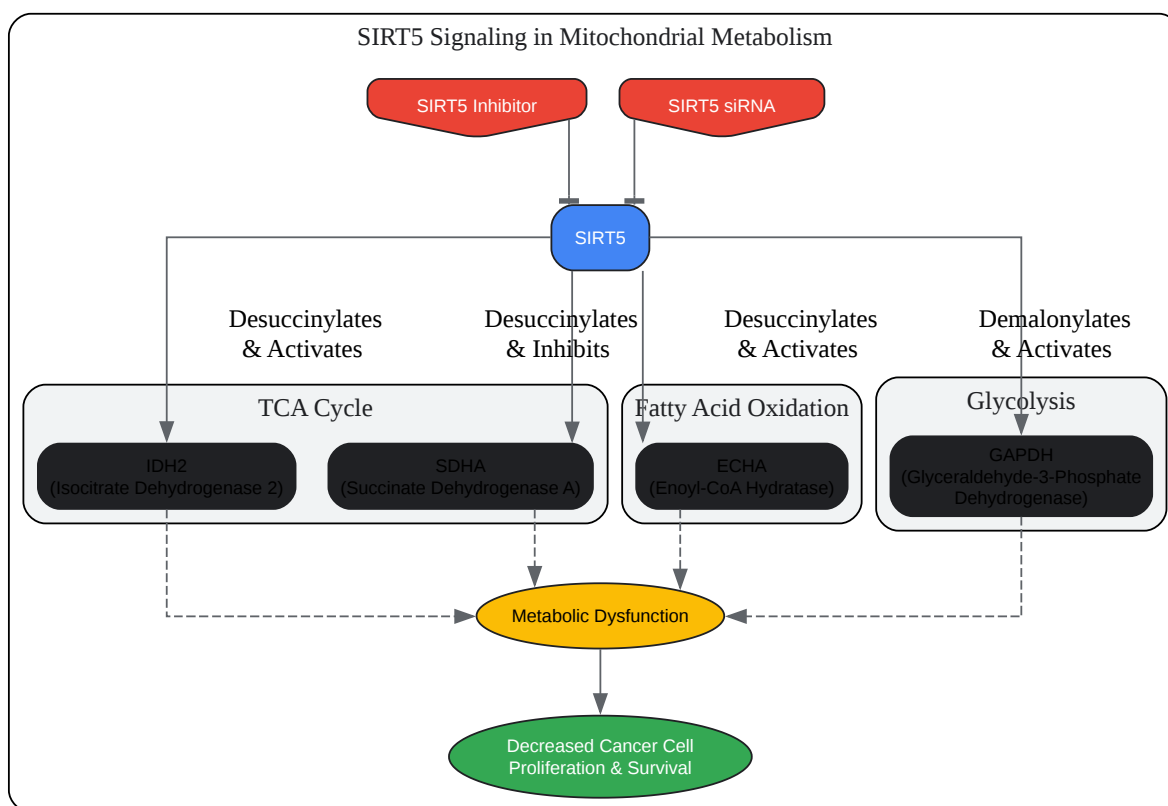 SIRT5 Signaling in Mitochondrial Metabolism
SIRT5 Inhibitor
SIRT5 siRNA
SIRT5
Desuccinylates
& Activates
Desuccinylates
& Inhibits
Desuccinylates
& Activates
Demalonylates
& Activates
TCA Cycle
Fatty Acid Oxidation
Glycolysis
IDH2
(Isocitrate Dehydrogenase 2)
SDHA
(Succinate Dehydrogenase A)
ECHA
(Enoyl-CoA Hydratase)
GAPDH
(Glyceraldehyde-3-Phosphate
Dehydrogenase)
Metabolic Dysfunction
Decreased Cancer Cell
Proliferation & Survival